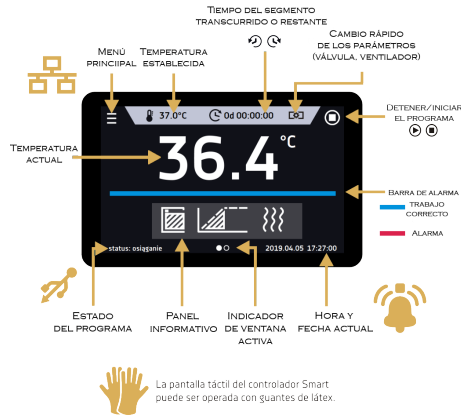 TIEMPO DEL SEGMENTO
TRANSCURRIDO O RESTANTE
CAMBIO RÁPIDO
DE LOS PARÁMETROS
(VÁLVULA, VENTILADOR)
MENÚ
PRINCIIPAL
TEMPERATURA
ESTABLECIDA
37.0°C
0d 00:00:00
DETENER/INICIAR
EL PROGRAMA
TEMPERATURA
ACTUAL
36.4°C
BARRA DE ALARMA
TRABAJO
CORRECTO
ALARMA
status: osiąganie
2019.04.05 17:27:00
ESTADO
DEL PROGRAMA
PANEL
INFORMATIVO
INDICADOR
DE VENTANA
ACTIVA
HORA Y
FECHA ACTUAL
La pantalla táctil del controlador Smart
puede ser operada con guantes de látex.